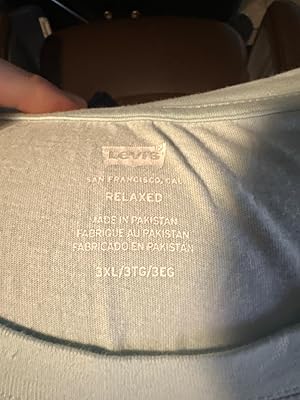 Levi's
SAN FRANCISCO, CAL
RELAXED
MADE IN PAKISTAN
FABRIQUE AU PAKISTAN
FABRICADO EN PAKISTAN
3XL/3TG/3EG